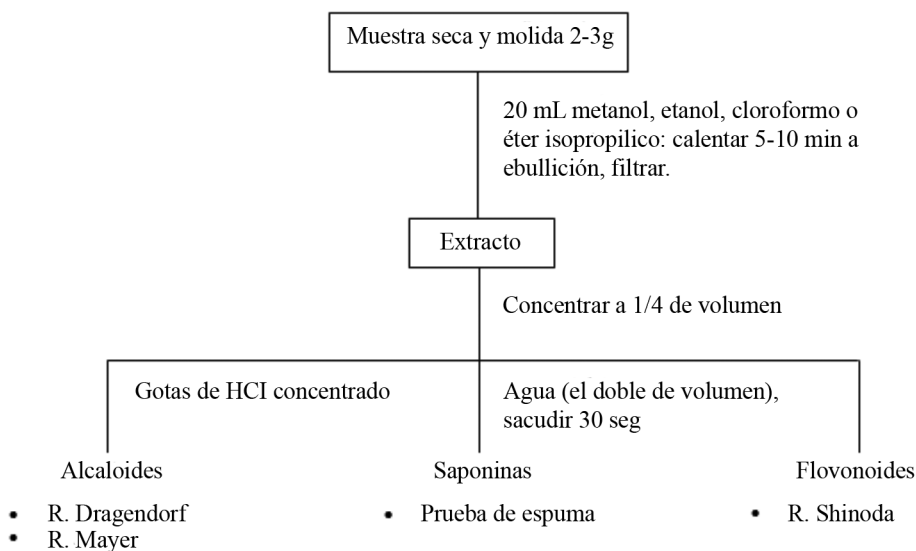 Muestra seca y molida 2-3g
20 mL metanol, etanol, cloroformo o
éter isopropilico: calentar 5-10 min a
ebullición, filtrar.
Extracto
Concentrar a 1/4 de volumen
Gotas de HCI concentrado
Agua (el doble de volumen),
sacudir 30 seg
Alcaloides
• R. Dragendorf
• R. Mayer
Saponinas
• Prueba de espuma
Flovonoides
• R. Shinoda